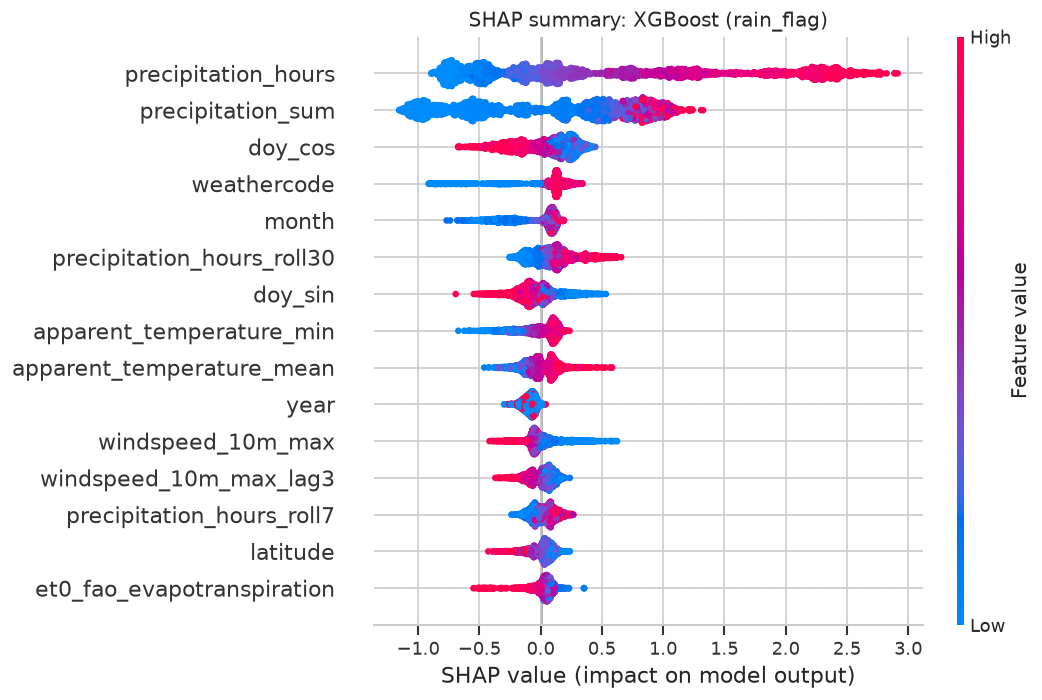 SHAP summary: XGBoost (rain_flag)
High
precipitation_hours
precipitation_sum
doy_cos
weathercode
month
precipitation_hours_roll30
doy_sin
apparent_temperature_min
apparent_temperature_mean
year
windspeed_10m_max
windspeed_10m_max_lag3
precipitation_hours_roll7
latitude
et0_fao_evapotranspiration
Feature value
Low
−1.0 −0.5 0.0 0.5 1.0 1.5 2.0 2.5 3.0
SHAP value (impact on model output)